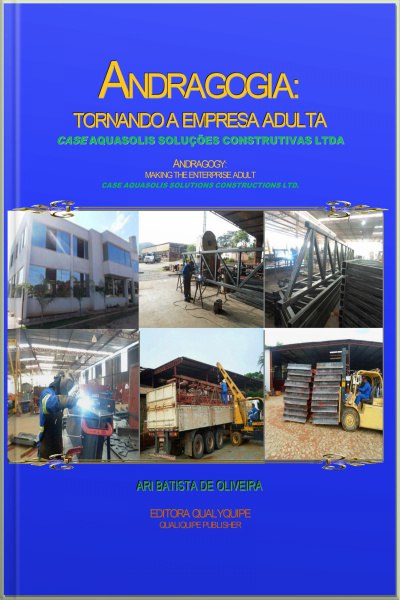 ANDRAGOGIA:
TORNANDO A EMPRESA ADULTA
CASE AQUASOLIS SOLUÇÕES CONSTRUTIVAS LTDA
ANDRAGOGY:
MAKING THE ENTERPRISE ADULT
CASE AQUASOLIS SOLUTIONS CONSTRUCTIONS LTD.
ARI BATISTA DE OLIVEIRA
EDITORA QUALYQUIPE
QUALIQUIPE PUBLISHER